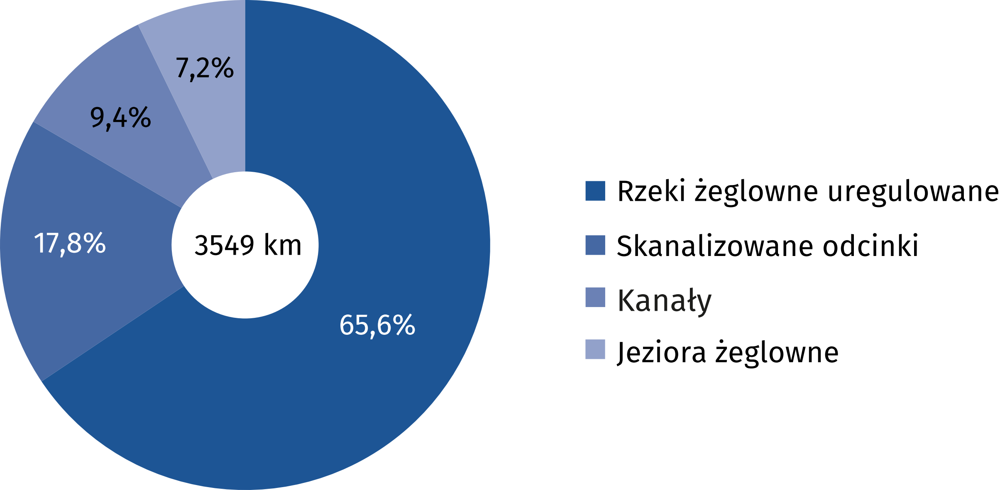 7,2%
9,4%
17,8%
3549 km
65,6%
Rzeki żeglowne uregulowane
Skanalizowane odcinki
Kanały
Jeziora żeglowne